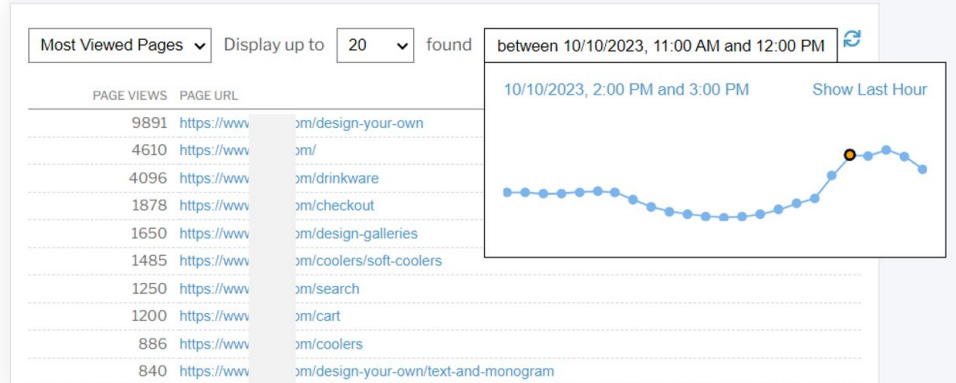 Most Viewed Pages Display up to 20 found between 10/10/2023, 11:00 AM and 12:00 PM
10/10/2023, 2:00 PM and 3:00 PM Show Last Hour
PAGE VIEWS PAGE URL
9891 https://www om/design-your-own
4610 https://www om/
4096 https://www om/drinkware
1878 https://www om/checkout
1650 https://www om/design-galleries
1485 https://www om/coolers/soft-coolers
1250 https://www om/search
1200 https://www om/cart
886 https://www om/coolers
840 https://www om/design-your-own/text-and-monogram